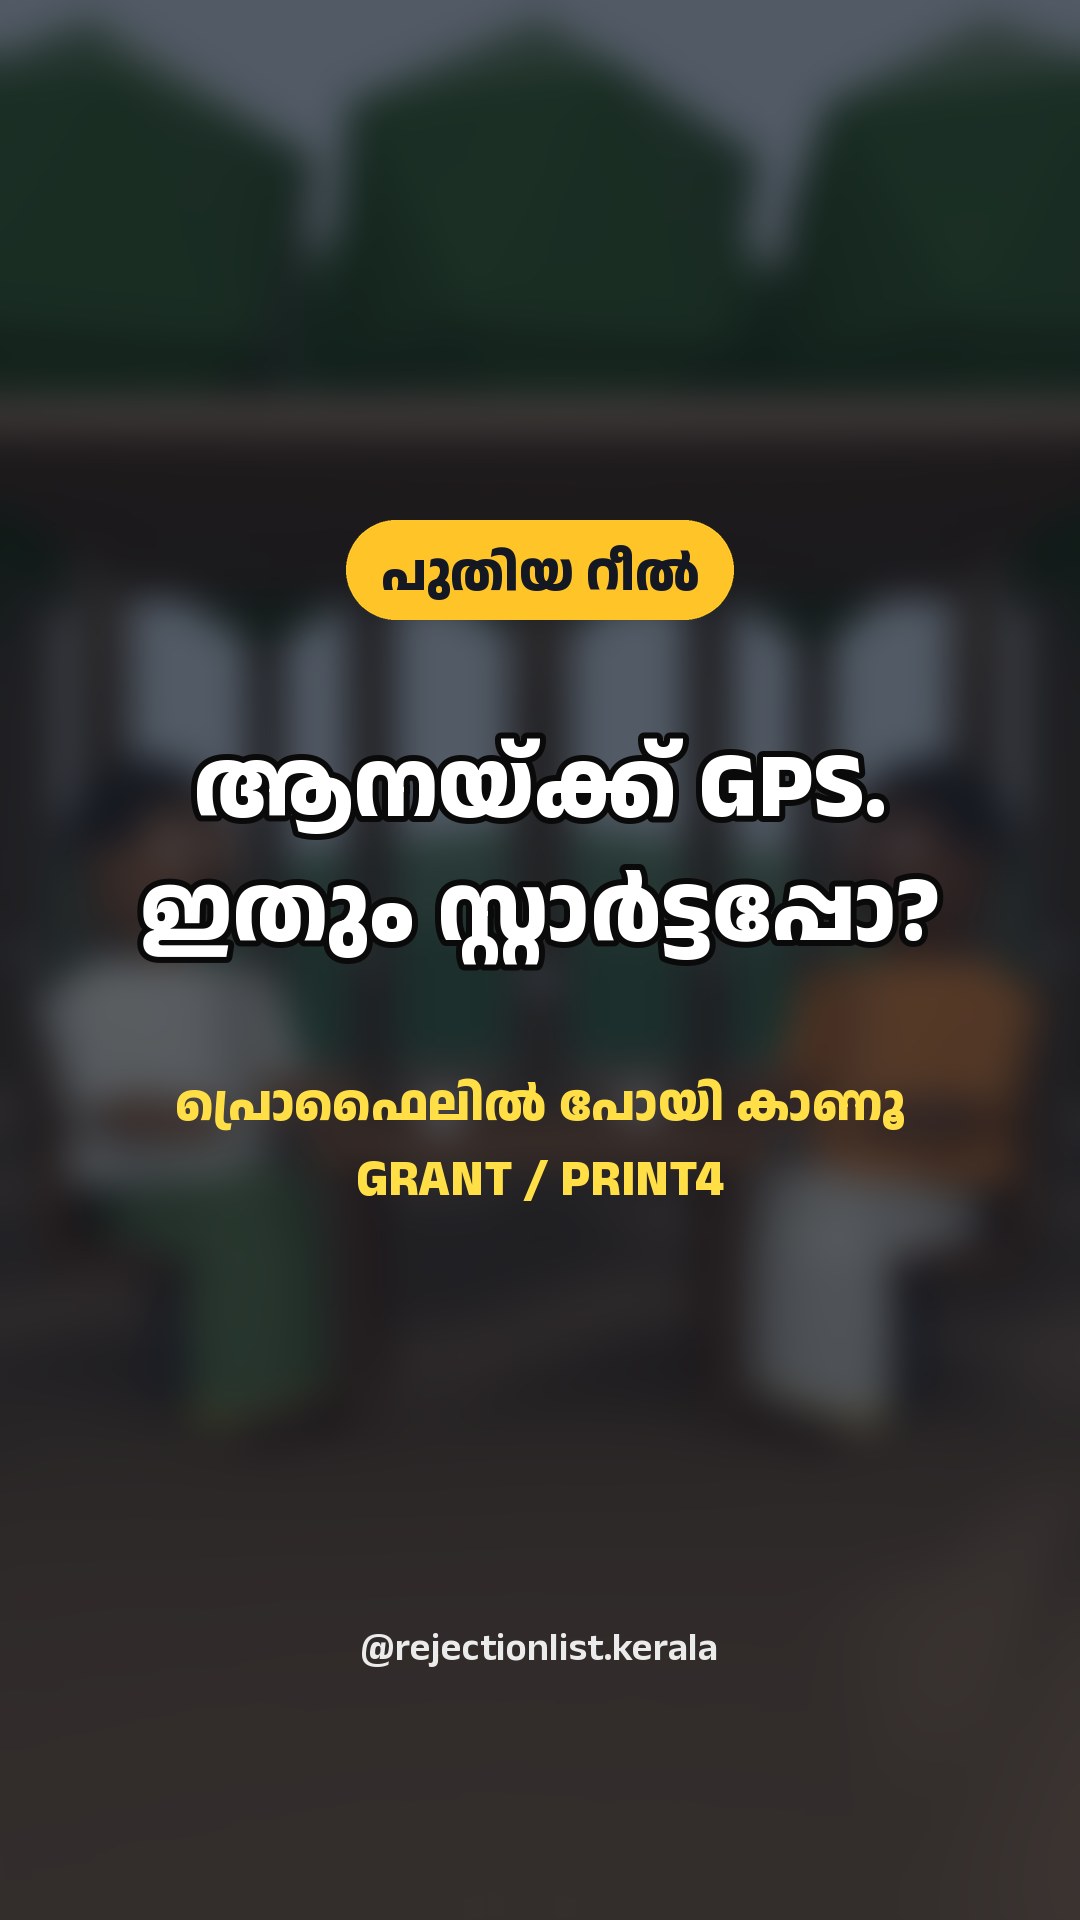 പുതിയ റീൽ
ആനയ്ക്ക് GPS.
ഇതും സ്റ്റാർട്ടപ്പോ?
പ്രൊഫൈലിൽ പോയി കാണൂ
GRANT / PRINT4
@rejectionlist.kerala